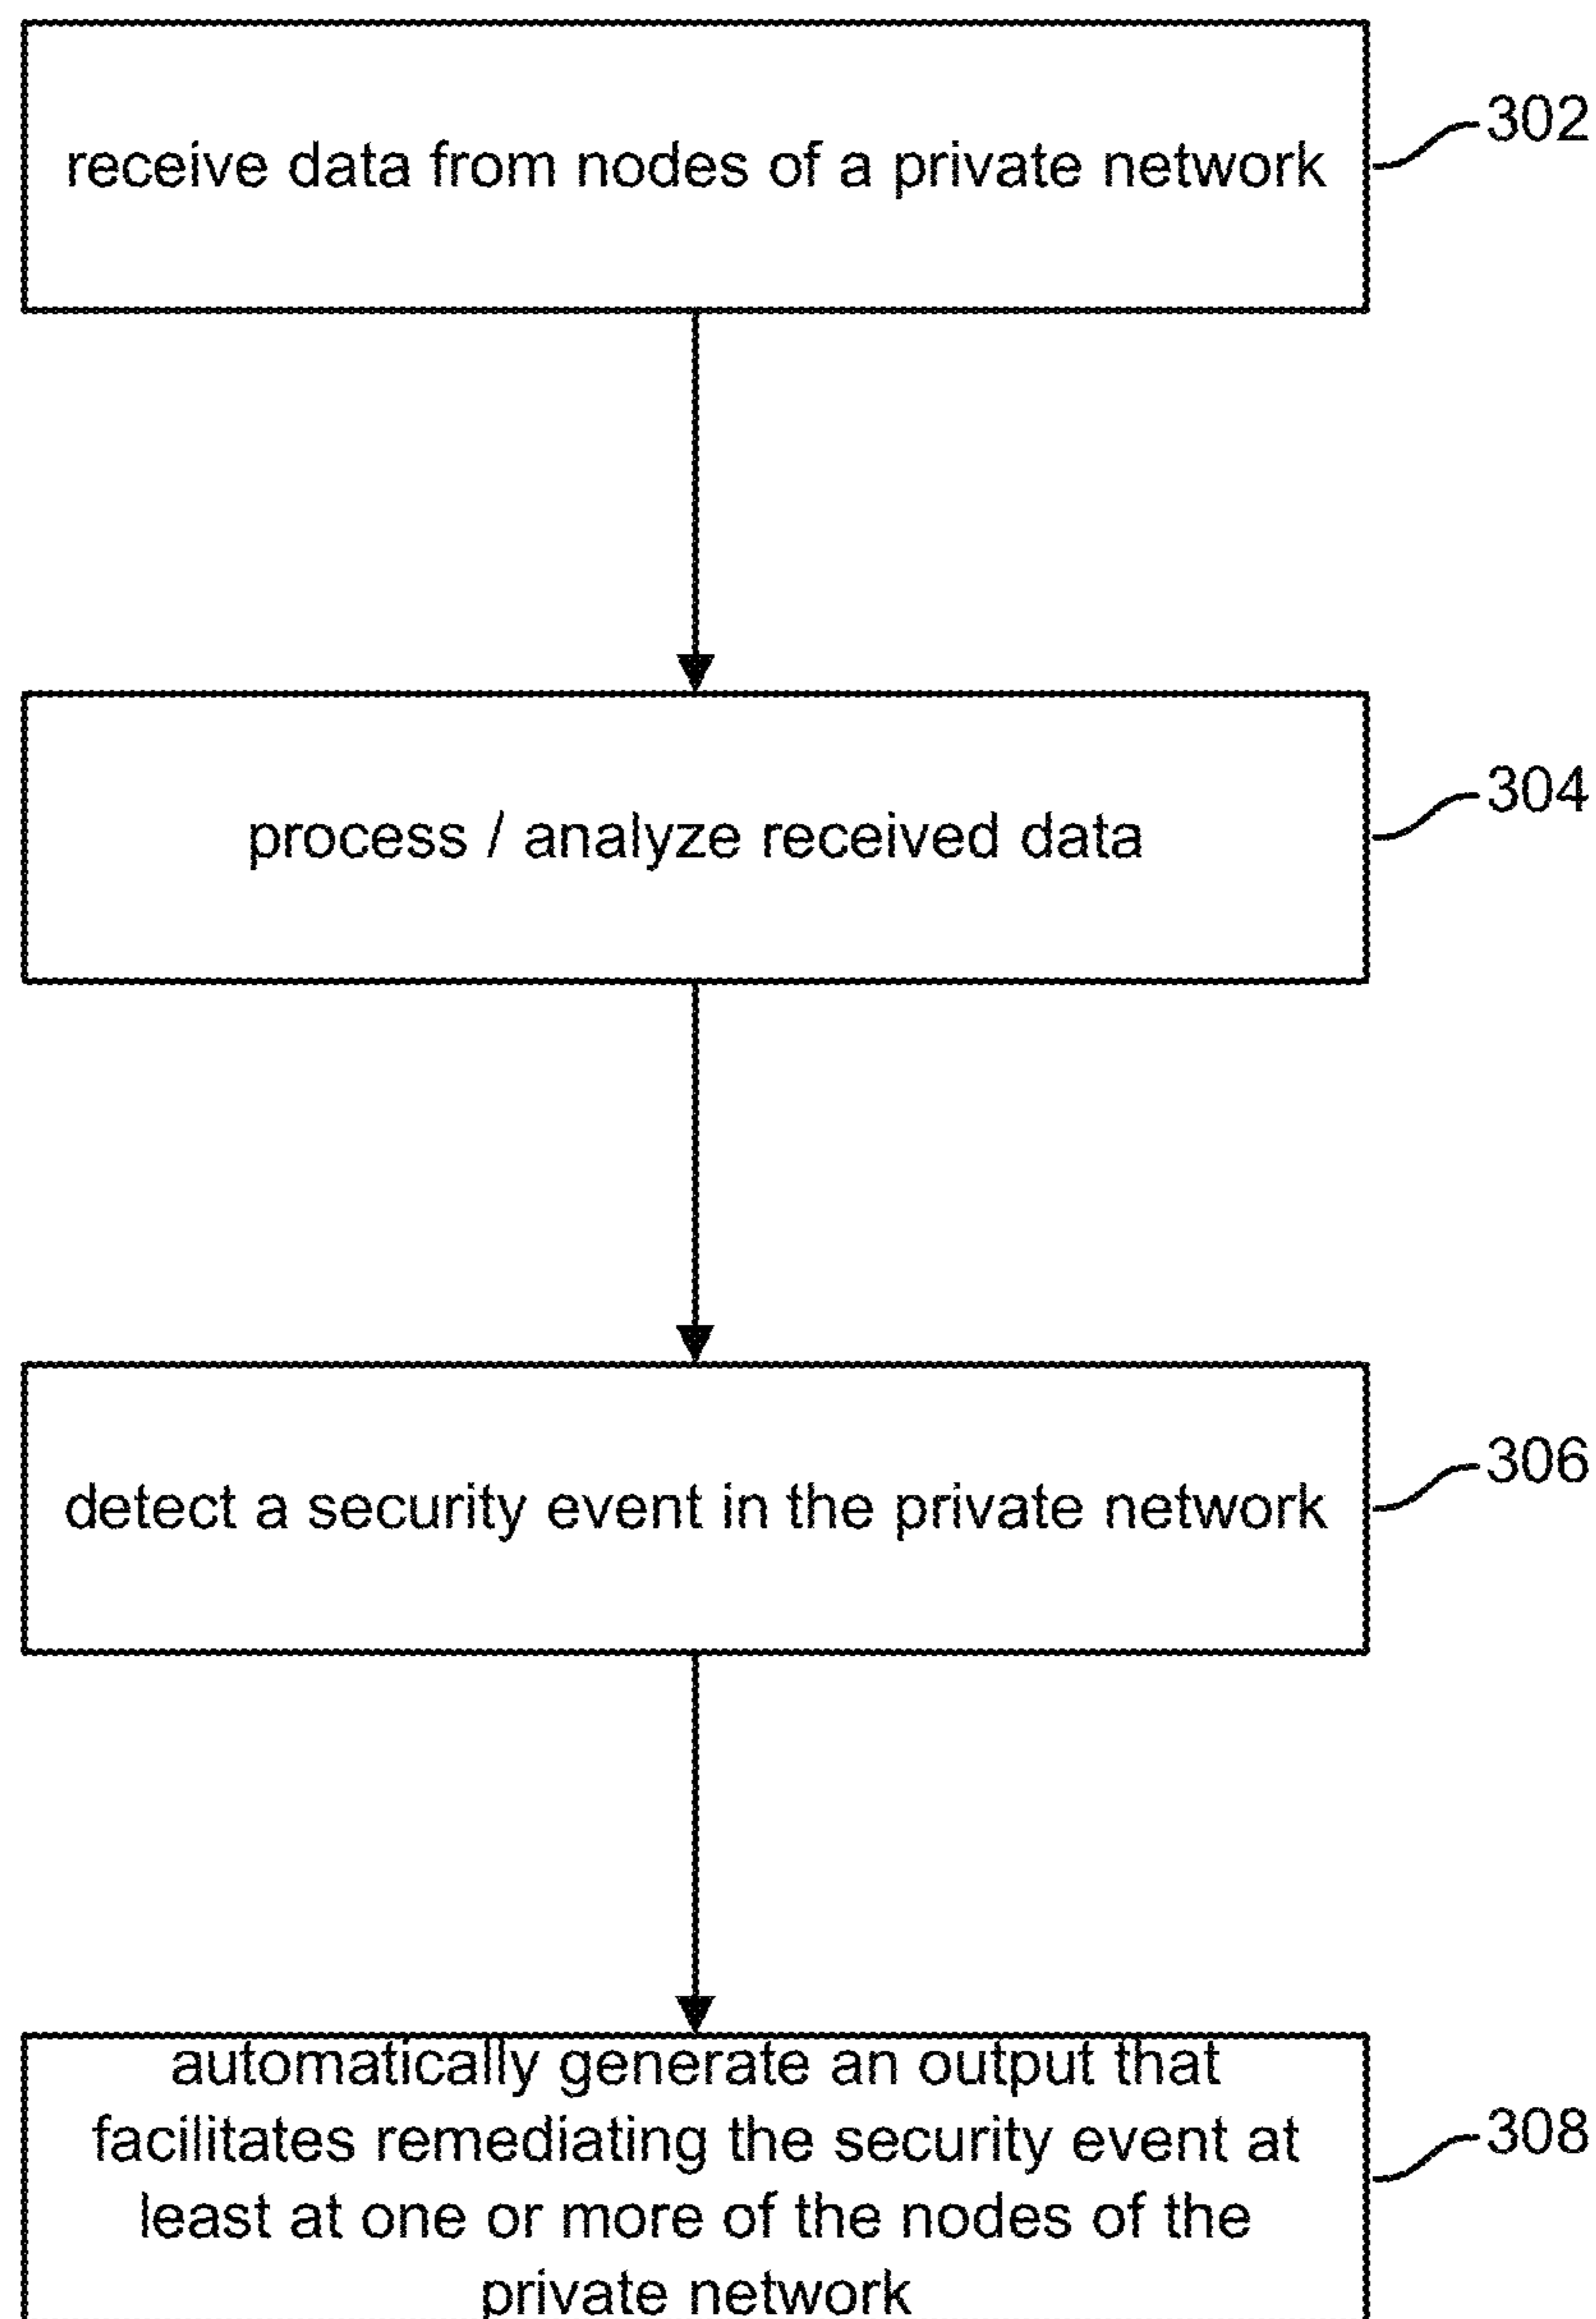 receive data from nodes of a private network
302
process / analyze received data
304
detect a security event in the private network
306
automatically generate an output that
facilitates remediating the security event at
least at one or more of the nodes of the
private network
308